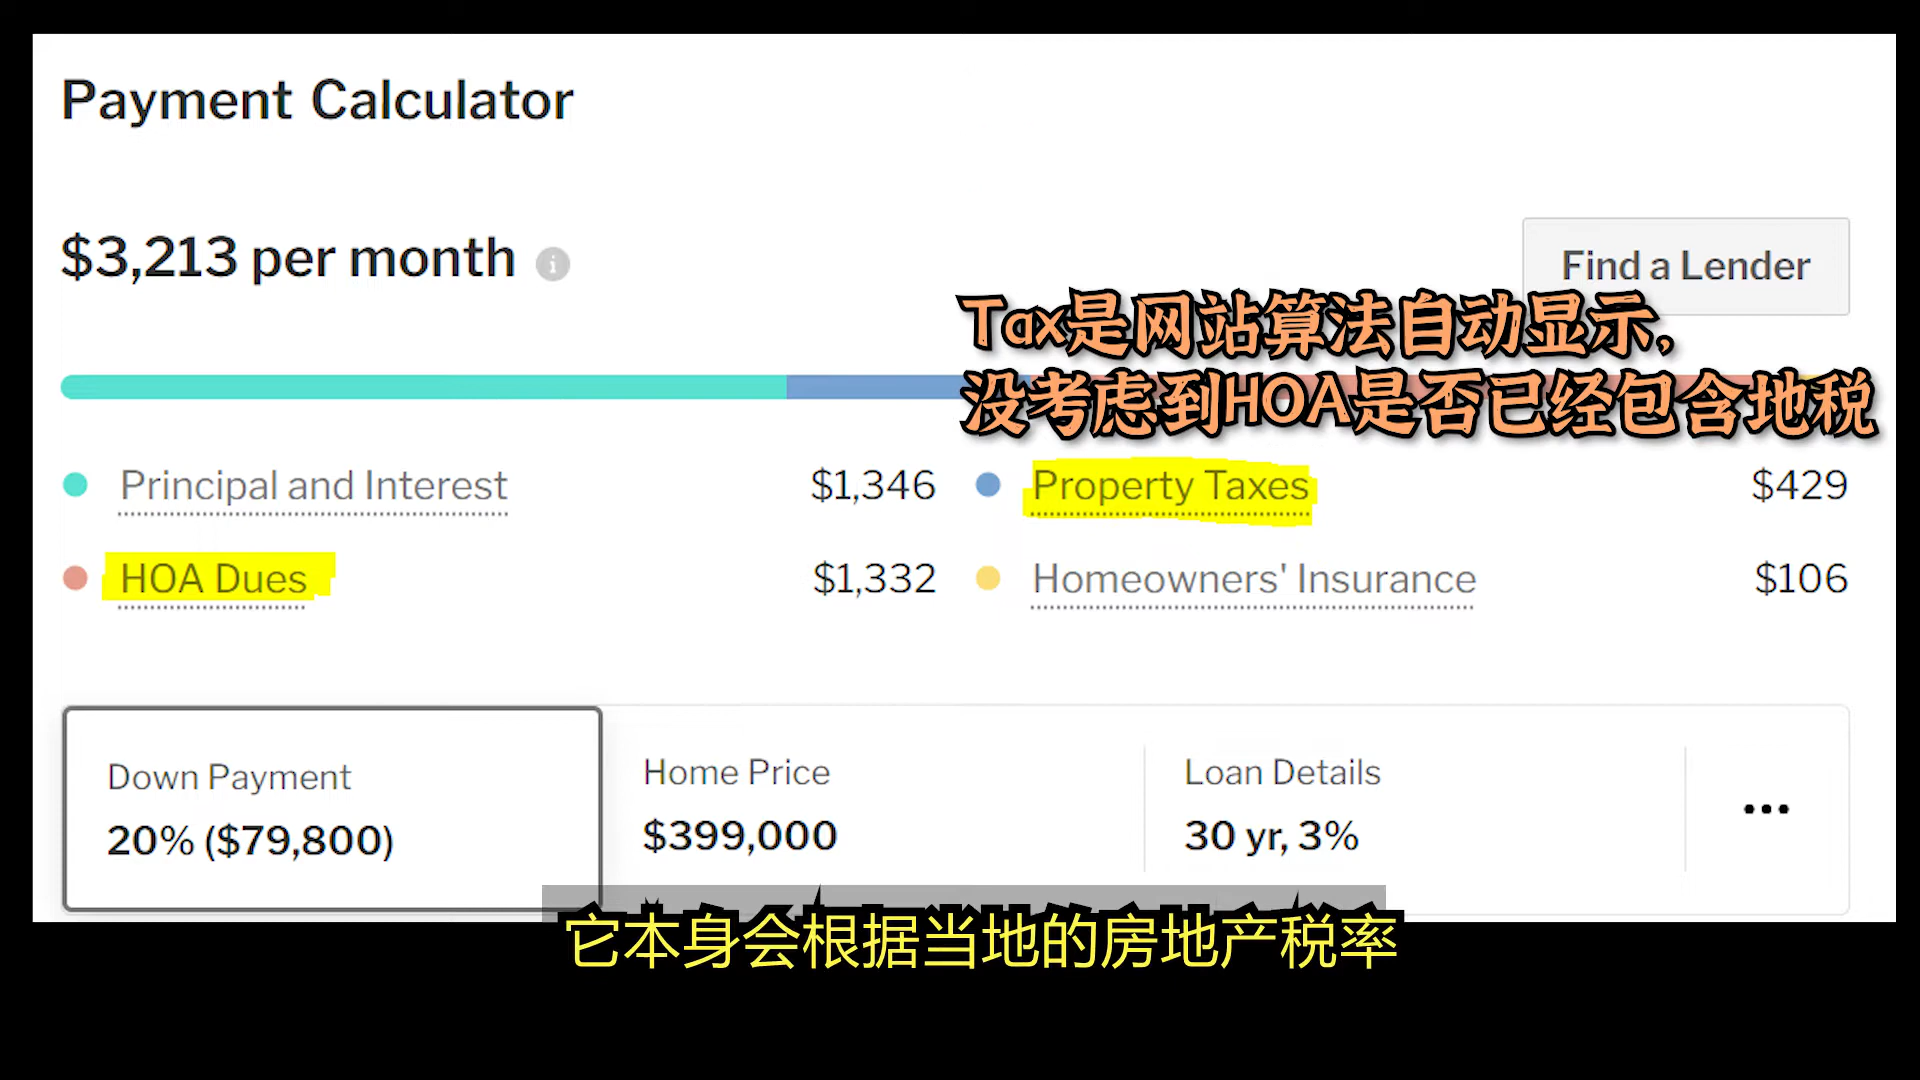 Payment Calculator
$3,213 per month
Find a Lender
Tax是网站算法自动显示,
没考虑到HOA是否已经包含地税
Principal and Interest $1,346 Property Taxes $429
HOA Dues $1,332 Homeowners' Insurance $106
Down Payment Home Price Loan Details
20% ($79,800) $399,000 30 yr, 3%
它本身会根据当地的房地产税率